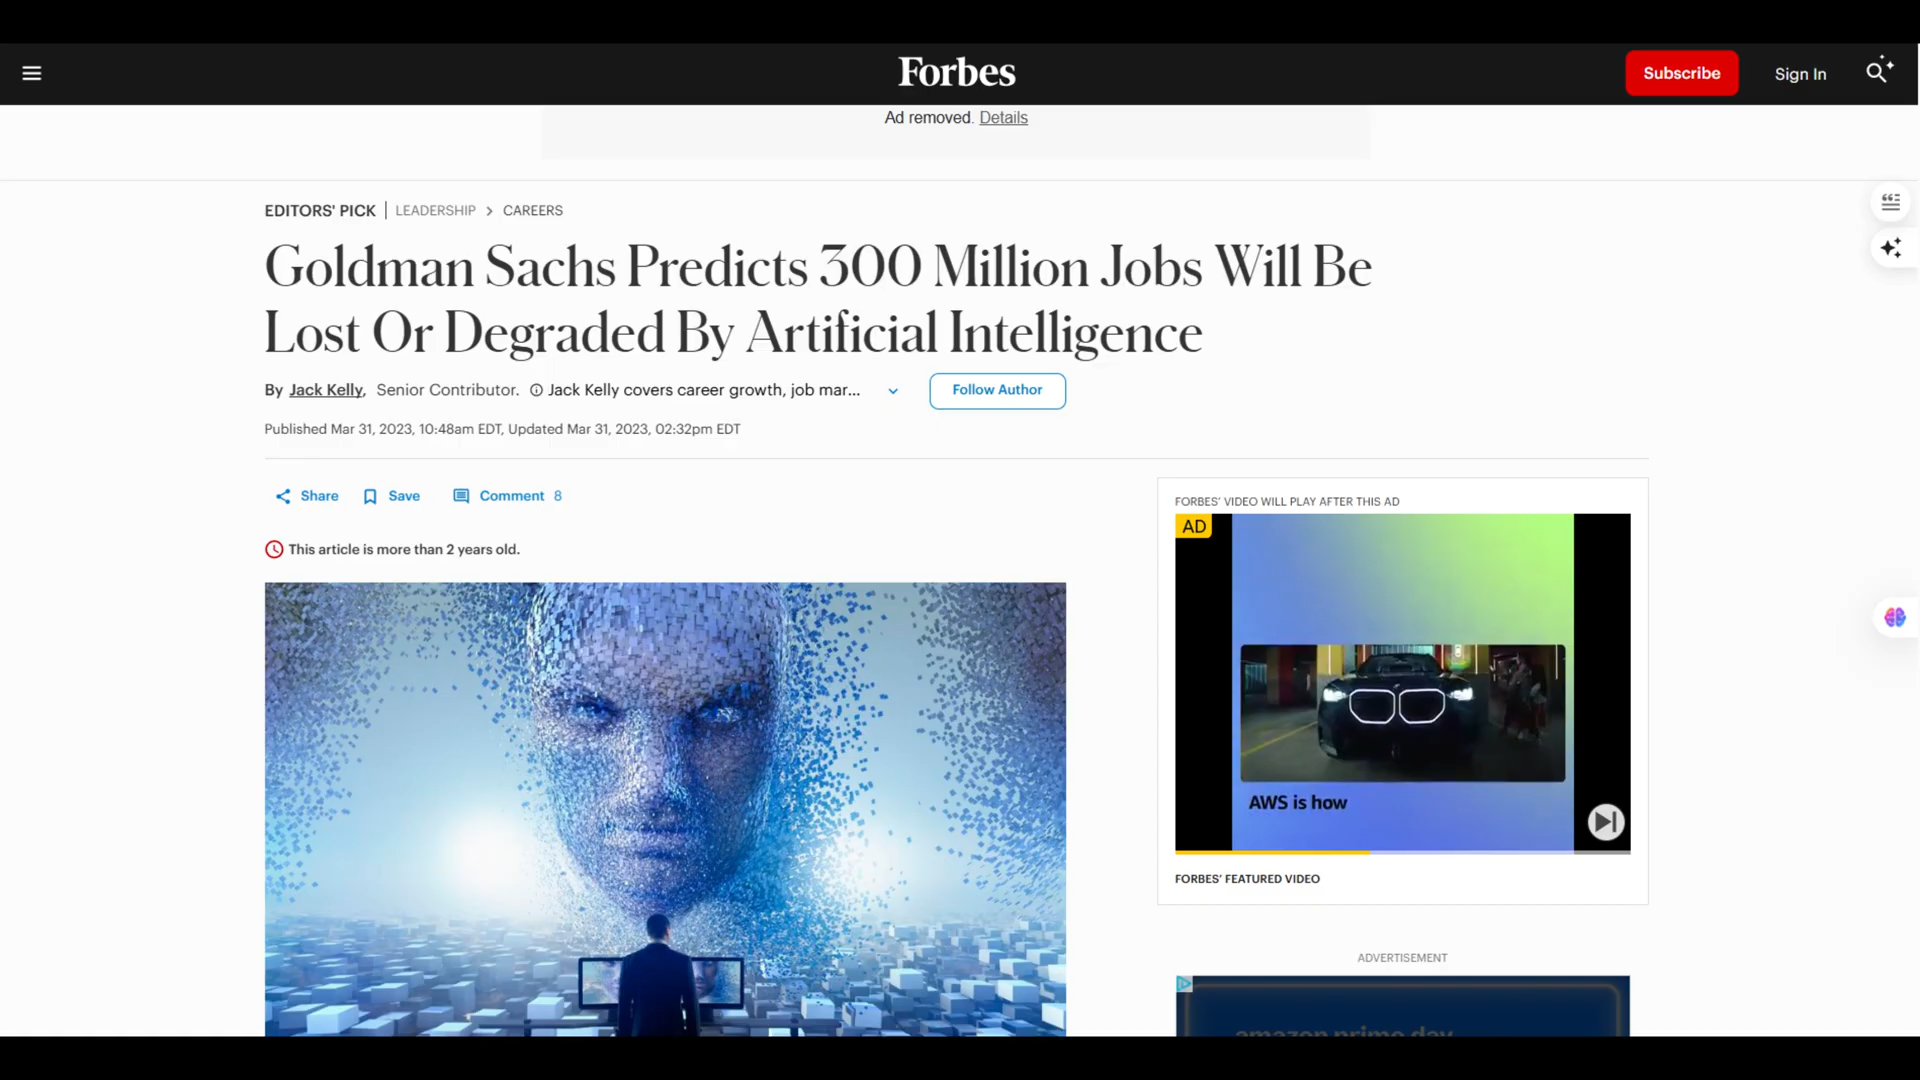 Forbes
Subscribe
Sign In
Ad removed. Details
EDITORS' PICK | LEADERSHIP > CAREERS
Goldman Sachs Predicts 300 Million Jobs Will Be
Lost Or Degraded By Artificial Intelligence
By Jack Kelly, Senior Contributor. Jack Kelly covers career growth, job mar...
Follow Author
Published Mar 31, 2023, 10:48am EDT, Updated Mar 31, 2023, 02:32pm EDT
Share
Save
Comment 8
This article is more than 2 years old.
FORBES' VIDEO WILL PLAY AFTER THIS AD
AD
AWS is how
FORBES' FEATURED VIDEO
ADVERTISEMENT
amazon prime day